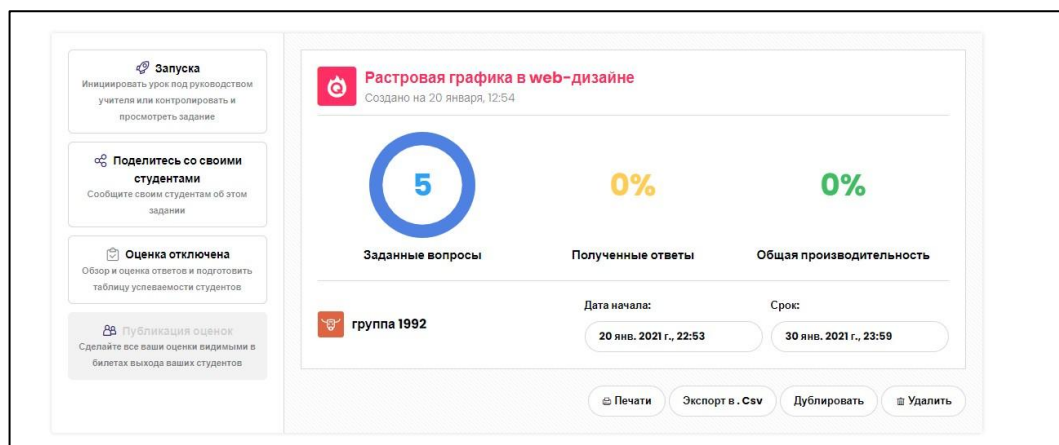 Запуска
Инициировать урок под руководством
учителя или контролировать и
просмотреть задание
Поделитесь со своими
студентами
Сообщите своим студентам об этом
задании
Оценка отключена
Обзор и оценка ответов и подготовить
таблицу успеваемости студентов
Публикация оценок
Сделайте все ваши оценки видимыми в
билетах выхода ваших студентов
Растровая графика в web-дизайне
Создано на 20 января, 12:54
5
0%
0%
Заданные вопросы
Полученные ответы
Общая производительность
группа 1992
Дата начала:
Срок:
20 янв. 2021 г., 22:53
30 янв. 2021 г., 23:59
Печати
Экспорт в . Csv
Дублировать
Удалить